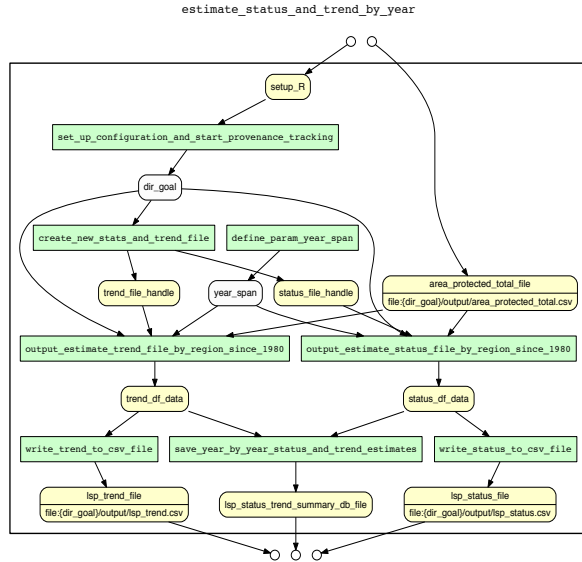 estimate_status_and_trend_by_year
setup_R
set_up_configuration_and_start_provenance_tracking
dir_goal
create_new_stats_and_trend_file
define_param_year_span
trend_file_handle
year_span
status_file_handle
area_protected_total_file
file:{dir_goal}/output/area_protected_total.csv
output_estimate_trend_file_by_region_since_1980
output_estimate_status_file_by_region_since_1980
trend_df_data
status_df_data
write_trend_to_csv_file
save_year_by_year_status_and_trend_estimates
write_status_to_csv_file
lsp_trend_file
file:{dir_goal}/output/lsp_trend.csv
lsp_status_trend_summary_db_file
lsp_status_file
file:{dir_goal}/output/lsp_status.csv